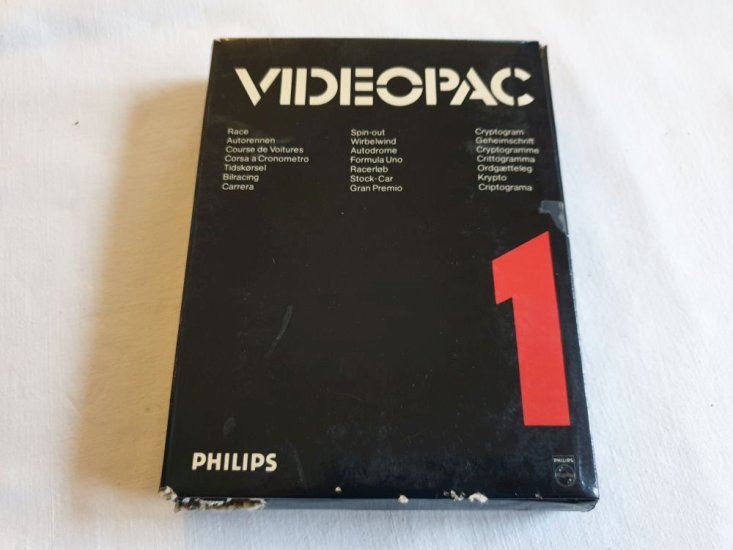 VIDEOPAC
Race
Autorennen
Course de Voitures
Corsa a Cronometro
Tidskørsel
Bilracing
Carrera
Spin-out
Wirbelwind
Autodrome
Formula Uno
Racerløb
Stock-Car
Gran Premio
Cryptogram
Geheimschrift
Cryptogramme
Crittogramma
Ordgætteleg
Krypto
Criptograma
1
PHILIPS
PHILIPS